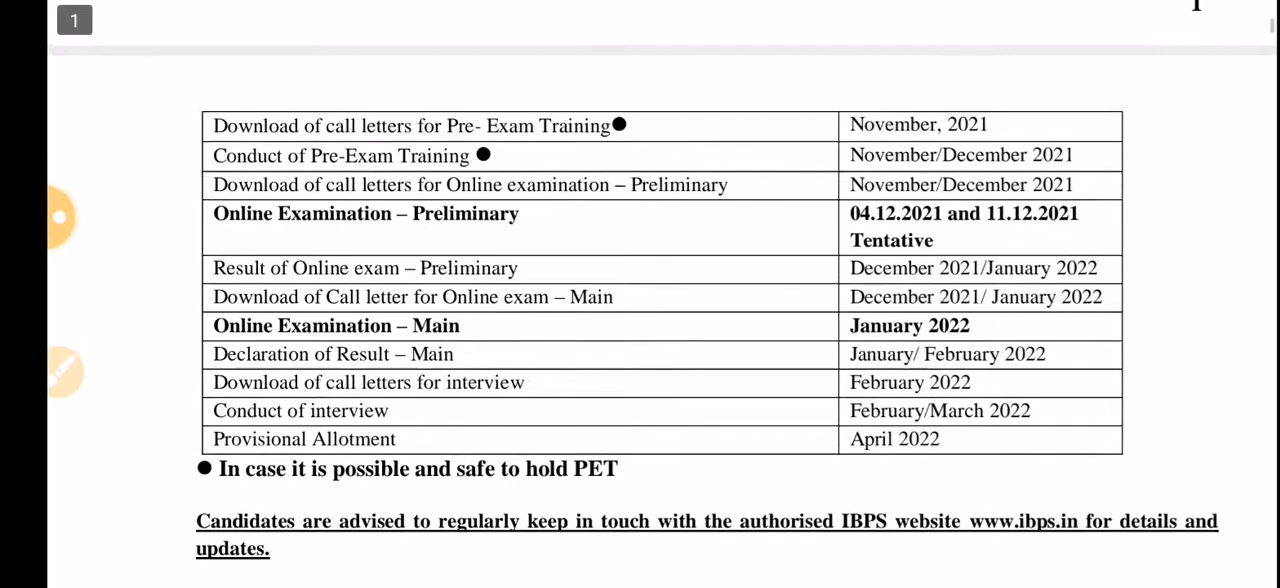 1
1
Download of call letters for Pre- Exam Training● November, 2021
Conduct of Pre-Exam Training ● November/December 2021
Download of call letters for Online examination – Preliminary November/December 2021
Online Examination – Preliminary 04.12.2021 and 11.12.2021
Tentative
Result of Online exam – Preliminary December 2021/January 2022
Download of Call letter for Online exam – Main December 2021/ January 2022
Online Examination – Main January 2022
Declaration of Result – Main January/ February 2022
Download of call letters for interview February 2022
Conduct of interview February/March 2022
Provisional Allotment April 2022
● In case it is possible and safe to hold PET
Candidates are advised to regularly keep in touch with the authorised IBPS website www.ibps.in for details and
updates.